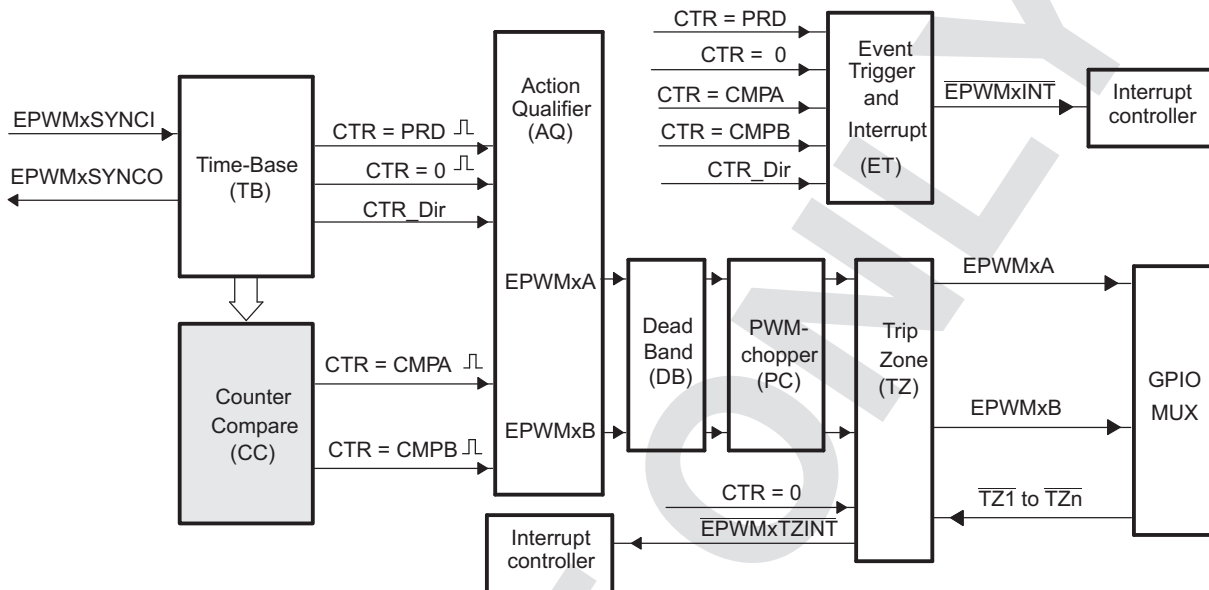 EPWMxSYNCI
EPWMxSYNCO
Time-Base
(TB)
CTR = PRD
CTR = 0
CTR_Dir
Counter
Compare
(CC)
CTR = CMPA
CTR = CMPB
Action
Qualifier
(AQ)
EPWMxA
EPWMxB
CTR = PRD
CTR = 0
CTR = CMPA
CTR = CMPB
CTR_Dir
Event
Trigger
and
Interrupt
(ET)
EPWMxINT
Interrupt
controller
Dead
Band
(DB)
PWM-
chopper
(PC)
Trip
Zone
(TZ)
EPWMxA
EPWMxB
TZ1 to TZn
GPIO
MUX
CTR = 0
EPWMxTZINT
Interrupt
controller
ONLY